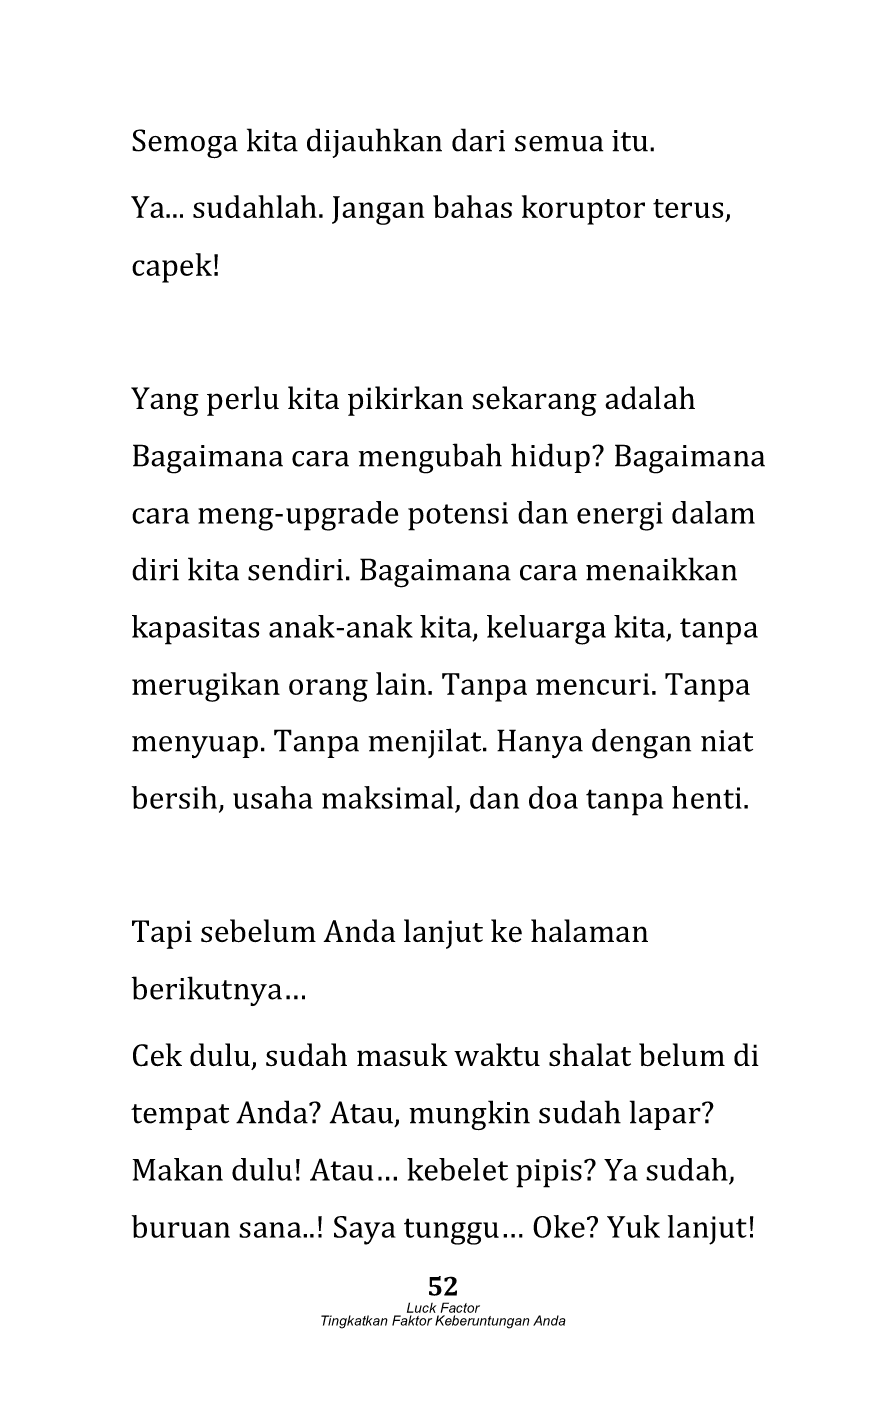 Semoga kita dijauhkan dari semua itu.
Ya... sudahlah. Jangan bahas koruptor terus,
capek!
Yang perlu kita pikirkan sekarang adalah
Bagaimana cara mengubah hidup? Bagaimana
cara meng-upgrade potensi dan energi dalam
diri kita sendiri. Bagaimana cara menaikkan
kapasitas anak-anak kita, keluarga kita, tanpa
merugikan orang lain. Tanpa mencuri. Tanpa
menyuap. Tanpa menjilat. Hanya dengan niat
bersih, usaha maksimal, dan doa tanpa henti.
Tapi sebelum Anda lanjut ke halaman
berikutnya…
Cek dulu, sudah masuk waktu shalat belum di
tempat Anda? Atau, mungkin sudah lapar?
Makan dulu! Atau… kebelet pipis? Ya sudah,
buruan sana..! Saya tunggu… Oke? Yuk lanjut!
52
Luck Factor
Tingkatkan Faktor Keberuntungan Anda